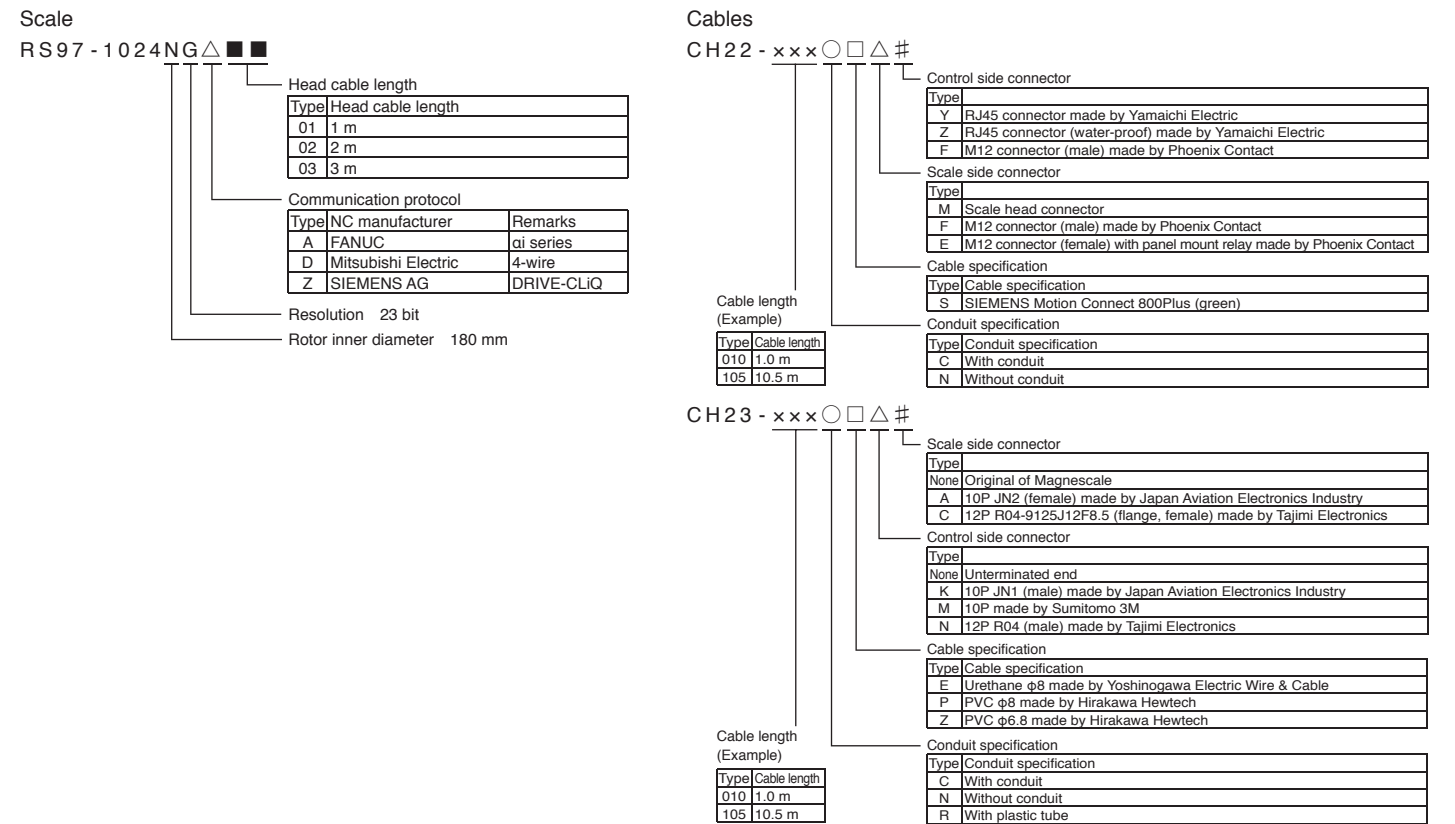 Scale
RS97-1024NG△■■
Head cable length
Type Head cable length
01 1 m
02 2 m
03 3 m
Communication protocol
Type NC manufacturer Remarks
A FANUC αi series
D Mitsubishi Electric 4-wire
Z SIEMENS AG DRIVE-CLiQ
Resolution 23 bit
Rotor inner diameter 180 mm
Cables
CH22-×××○□△♯
Control side connector
Type
Y RJ45 connector made by Yamaichi Electric
Z RJ45 connector (water-proof) made by Yamaichi Electric
F M12 connector (male) made by Phoenix Contact
Scale side connector
Type
M Scale head connector
F M12 connector (male) made by Phoenix Contact
E M12 connector (female) with panel mount relay made by Phoenix Contact
Cable specification
Type Cable specification
S SIEMENS Motion Connect 800Plus (green)
Conduit specification
Type Conduit specification
C With conduit
N Without conduit
Cable length
(Example)
Type Cable length
010 1.0 m
105 10.5 m
CH23-×××○□△♯
Scale side connector
Type
None Original of Magnescale
A 10P JN2 (female) made by Japan Aviation Electronics Industry
C 12P R04-9125J12F8.5 (flange, female) made by Tajimi Electronics
Control side connector
Type
None Unterminated end
K 10P JN1 (male) made by Japan Aviation Electronics Industry
M 10P made by Sumitomo 3M
N 12P R04 (male) made by Tajimi Electronics
Cable specification
Type Cable specification
E Urethane φ8 made by Yoshinogawa Electric Wire & Cable
P PVC φ8 made by Hirakawa Hewtech
Z PVC φ6.8 made by Hirakawa Hewtech
Conduit specification
Type Conduit specification
C With conduit
N Without conduit
R With plastic tube
Cable length
(Example)
Type Cable length
010 1.0 m
105 10.5 m